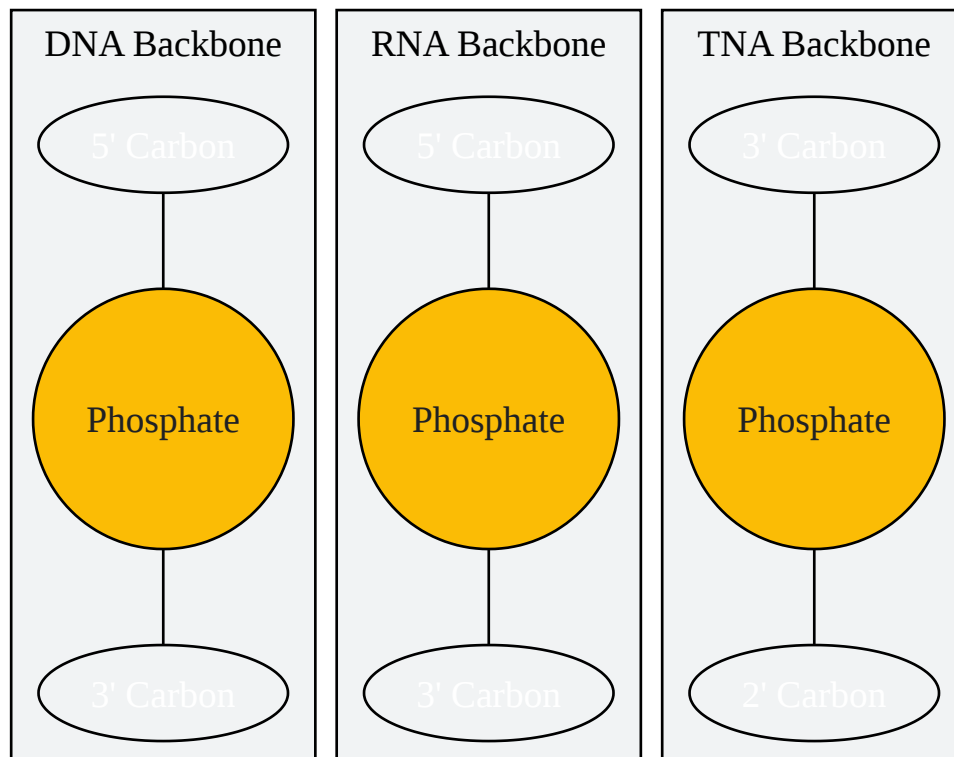 DNA Backbone
RNA Backbone
TNA Backbone
5' Carbon
5' Carbon
3' Carbon
Phosphate
Phosphate
Phosphate
3' Carbon
3' Carbon
2' Carbon